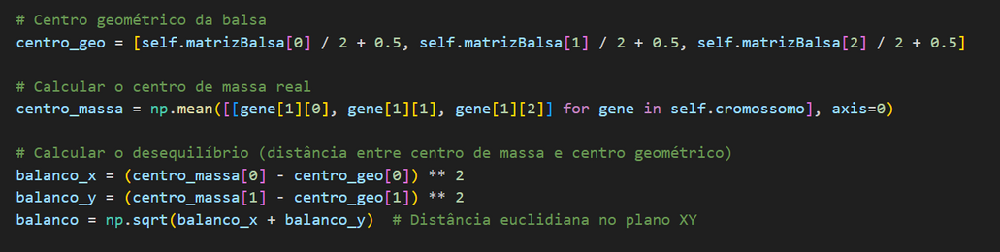 # Centro geométrico da balsa
centro_geo = [self.matrizBalsa[0] / 2 + 0.5, self.matrizBalsa[1] / 2 + 0.5, self.matrizBalsa[2] / 2 + 0.5]
# Calcular o centro de massa real
centro_massa = np.mean([[gene[1][0], gene[1][1], gene[1][2]] for gene in self.cromossomo], axis=0)
# Calcular o desequilíbrio (distância entre centro de massa e centro geométrico)
balanco_x = (centro_massa[0] - centro_geo[0]) ** 2
balanco_y = (centro_massa[1] - centro_geo[1]) ** 2
balanco = np.sqrt(balanco_x + balanco_y)  # Distância euclidiana no plano XY